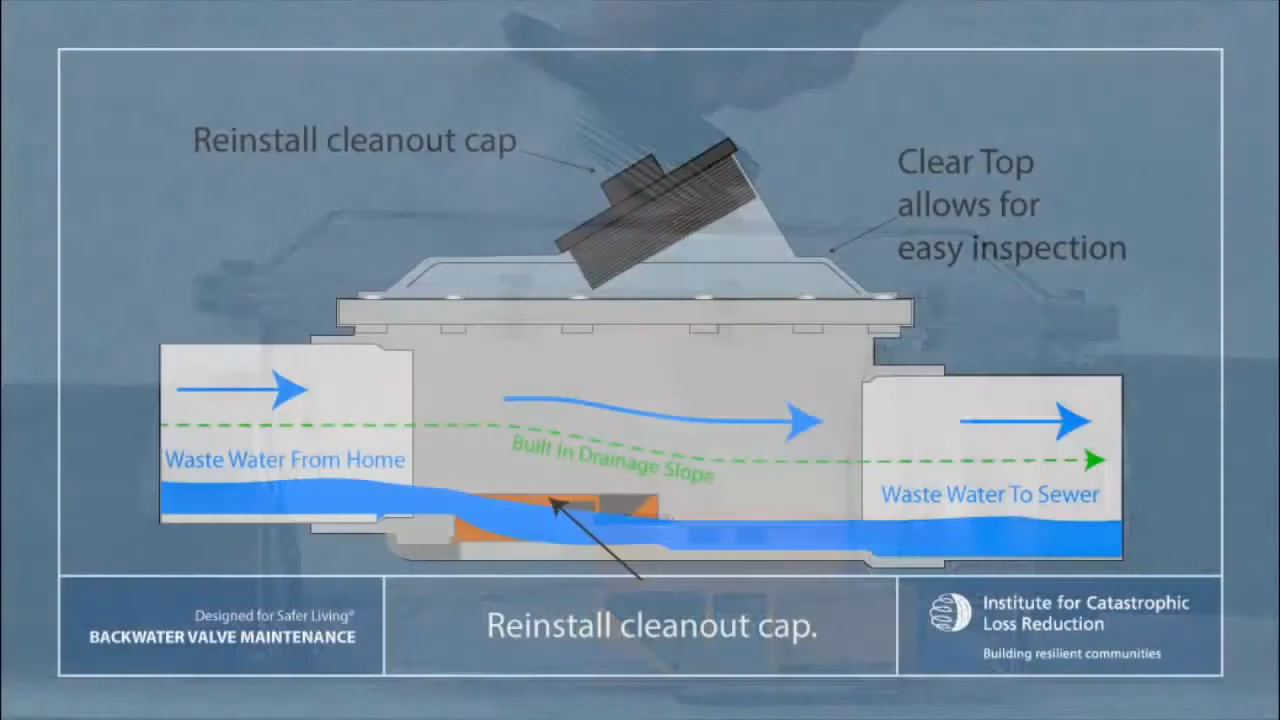 Reinstall cleanout cap
Clear Top
allows for
easy inspection
Built in Drainage Slope
Waste Water From Home
Waste Water To Sewer
Designed for Safer Living®
BACKWATER VALVE MAINTENANCE
Reinstall cleanout cap.
Institute for Catastrophic
Loss Reduction
Building resilient communities